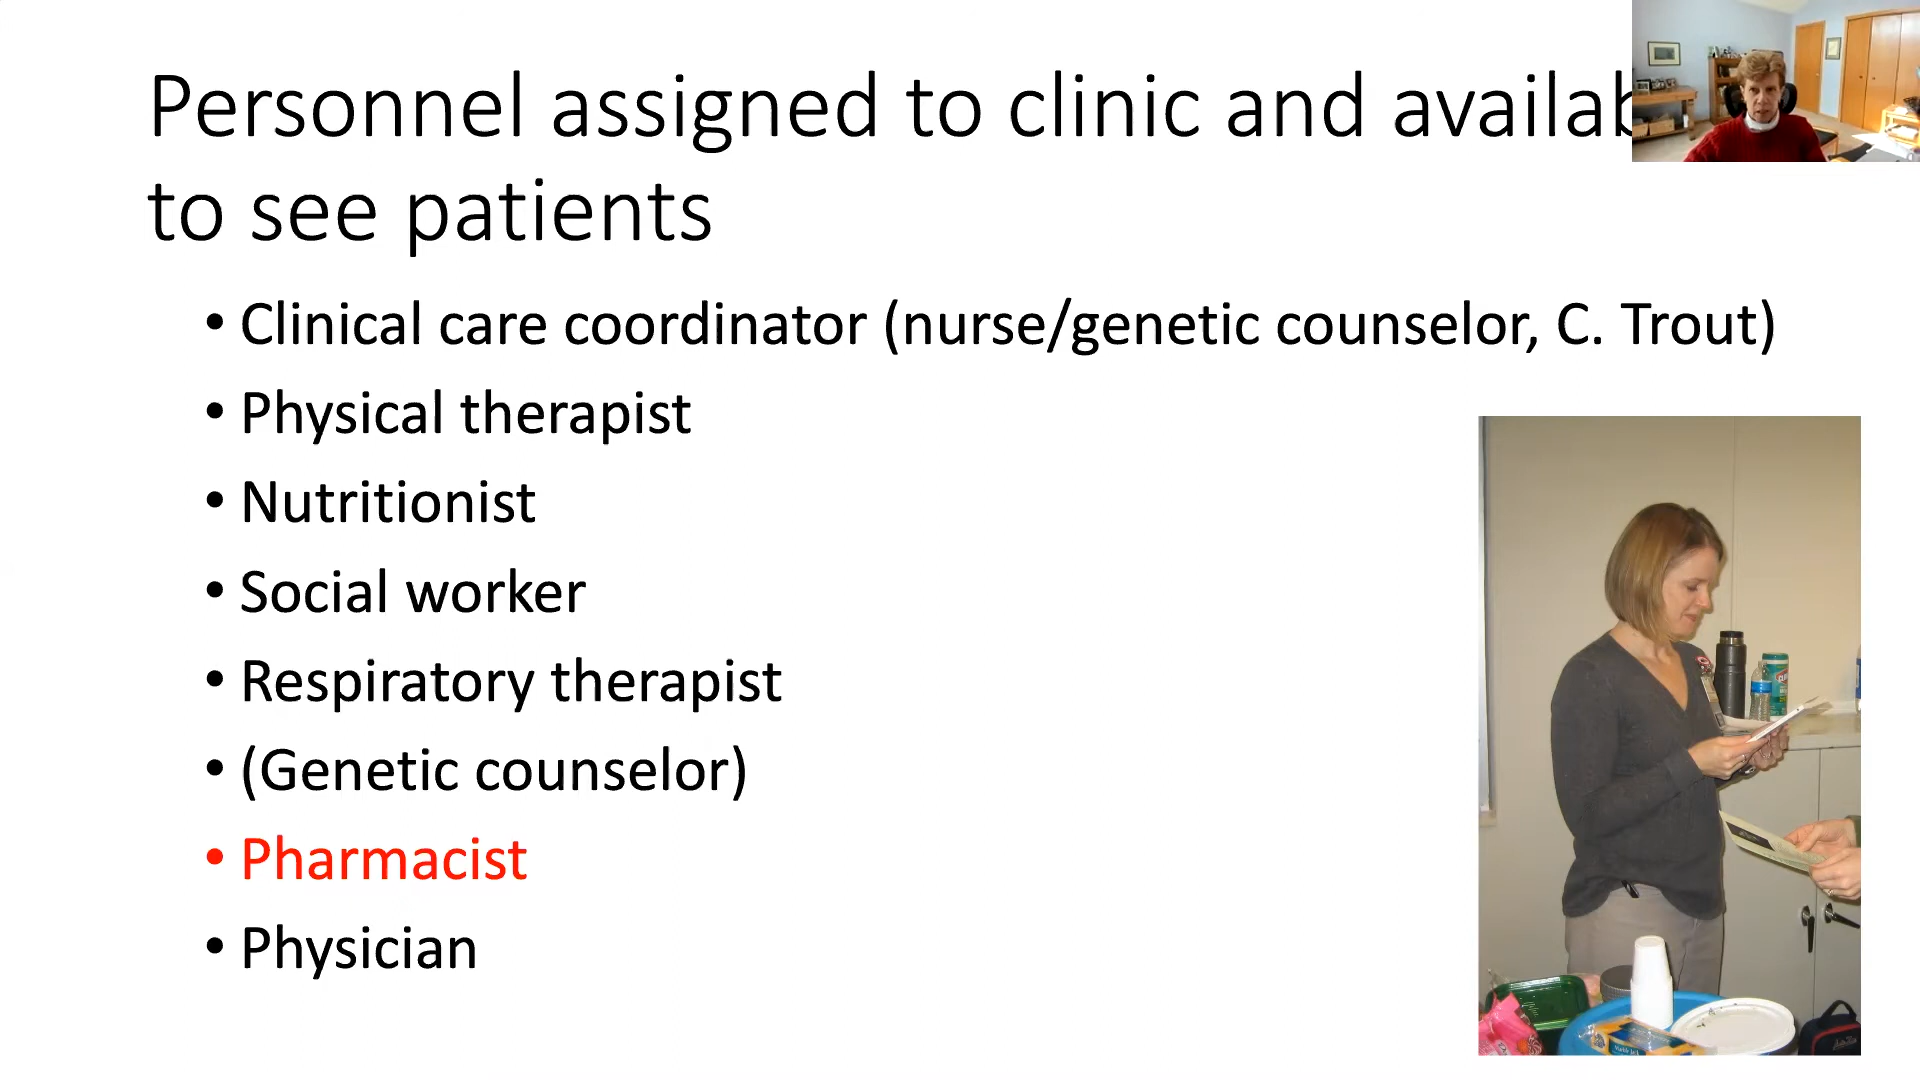 Personnel assigned to clinic and availab
to see patients
• Clinical care coordinator (nurse/genetic counselor, C. Trout)
• Physical therapist
• Nutritionist
• Social worker
• Respiratory therapist
• (Genetic counselor)
• Pharmacist
• Physician